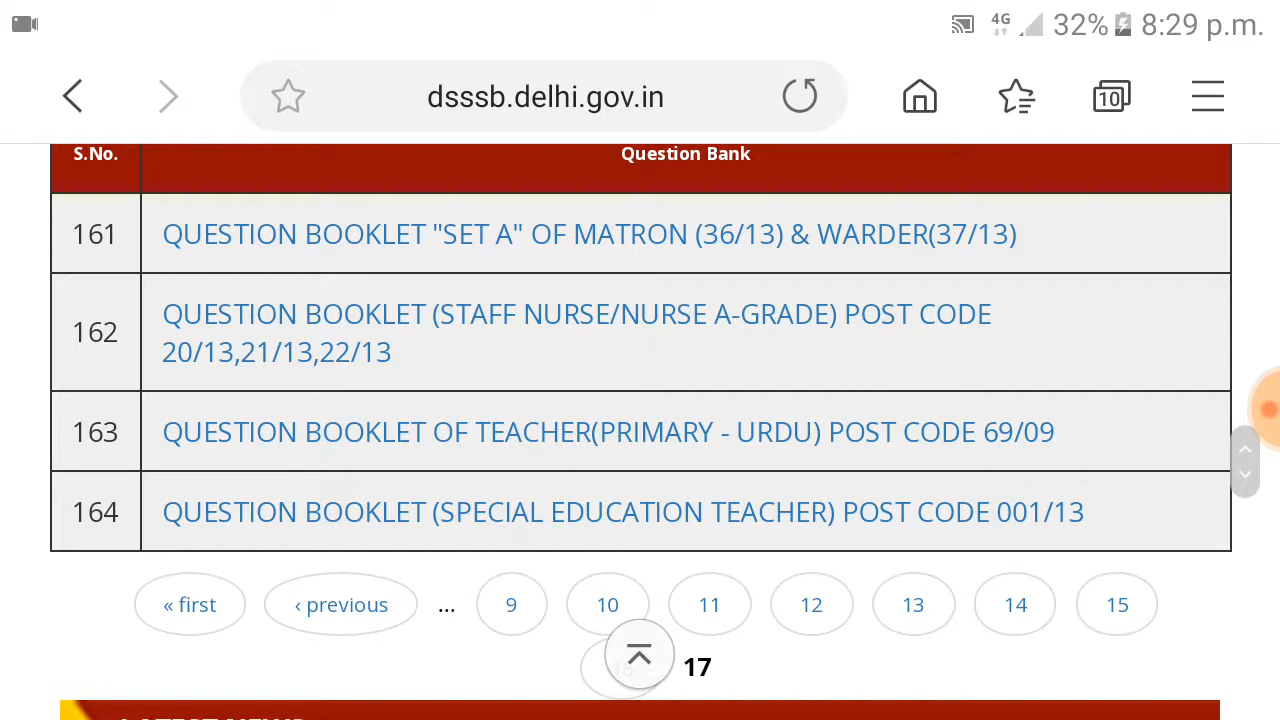 4G 32% 8:29 p.m.
dsssb.delhi.gov.in
10
S.No. Question Bank
161 QUESTION BOOKLET "SET A" OF MATRON (36/13) & WARDER(37/13)
162 QUESTION BOOKLET (STAFF NURSE/NURSE A-GRADE) POST CODE
20/13,21/13,22/13
163 QUESTION BOOKLET OF TEACHER(PRIMARY - URDU) POST CODE 69/09
164 QUESTION BOOKLET (SPECIAL EDUCATION TEACHER) POST CODE 001/13
« first ‹ previous ... 9 10 11 12 13 14 15
17
LATEST NEWS